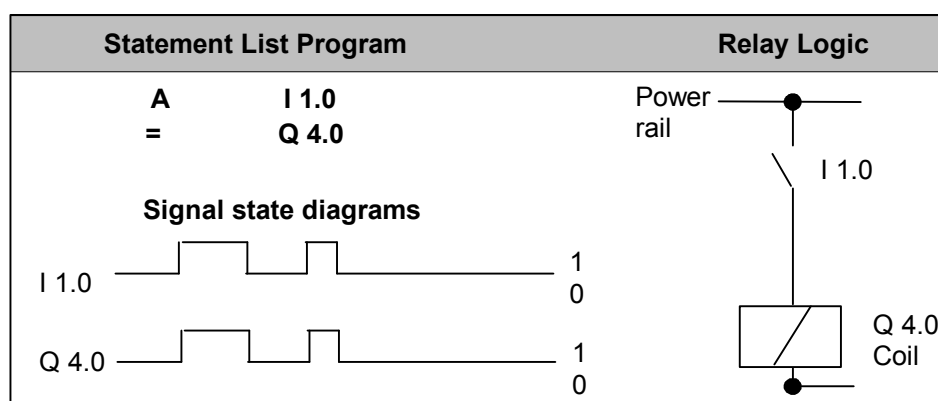 Statement List Program
Relay Logic
A I 1.0
= Q 4.0
Signal state diagrams
I 1.0
1
0
Q 4.0
1
0
Power
rail
I 1.0
Q 4.0
Coil